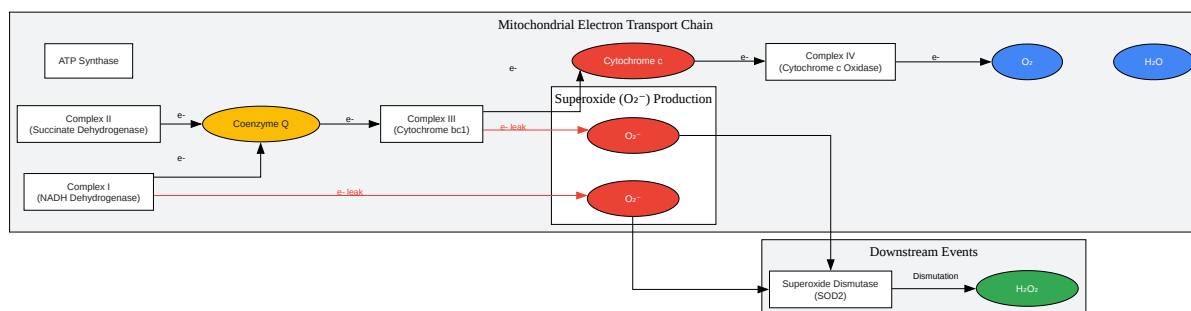 Mitochondrial Electron Transport Chain
ATP Synthase
e-
Cytochrome c
e-
Complex IV
(Cytochrome c Oxidase)
e-
O₂
H₂O
Complex II
(Succinate Dehydrogenase)
e-
Coenzyme Q
e-
Complex III
(Cytochrome bc1)
Superoxide (O₂⁻) Production
e- leak
O₂⁻
e-
Complex I
(NADH Dehydrogenase)
e- leak
O₂⁻
Downstream Events
Superoxide Dismutase
(SOD2)
Dismutation
H₂O₂